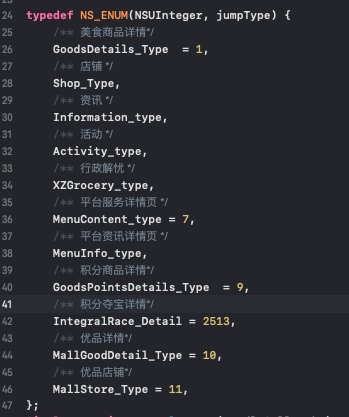 24 typedef NS_ENUM(NSUInteger, jumpType) {
25 /** 美食商品详情*/
26 GoodsDetails_Type  = 1,
27 /** 店铺 */
28 Shop_Type,
29 /** 资讯 */
30 Information_type,
31 /** 活动 */
32 Activity_type,
33 /** 行政解忧 */
34 XZGrocery_type,
35 /** 平台服务详情页 */
36 MenuContent_type = 7,
37 /** 平台资讯详情页 */
38 MenuInfo_type,
39 /** 积分商品详情*/
40 GoodsPointsDetails_Type  = 9,
41 /** 积分夺宝详情*/
42 IntegralRace_Detail = 2513,
43 /** 优品详情*/
44 MallGoodDetail_Type = 10,
45 /** 优品店铺*/
46 MallStore_Type = 11,
47 };